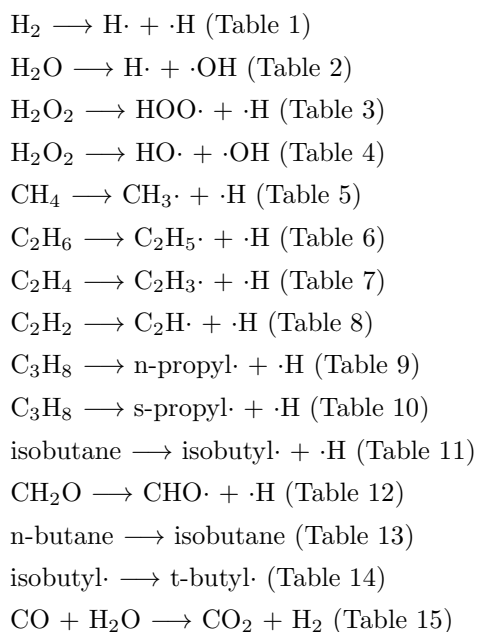 H₂ ⟶ H· + ·H (Table 1)
H₂O ⟶ H· + ·OH (Table 2)
H₂O₂ ⟶ HOO· + ·H (Table 3)
H₂O₂ ⟶ HO· + ·OH (Table 4)
CH₄ ⟶ CH₃· + ·H (Table 5)
C₂H₆ ⟶ C₂H₅· + ·H (Table 6)
C₂H₄ ⟶ C₂H₃· + ·H (Table 7)
C₂H₂ ⟶ C₂H· + ·H (Table 8)
C₃H₈ ⟶ n-propyl· + ·H (Table 9)
C₃H₈ ⟶ s-propyl· + ·H (Table 10)
isobutane ⟶ isobutyl· + ·H (Table 11)
CH₂O ⟶ CHO· + ·H (Table 12)
n-butane ⟶ isobutane (Table 13)
isobutyl· ⟶ t-butyl· (Table 14)
CO + H₂O ⟶ CO₂ + H₂ (Table 15)